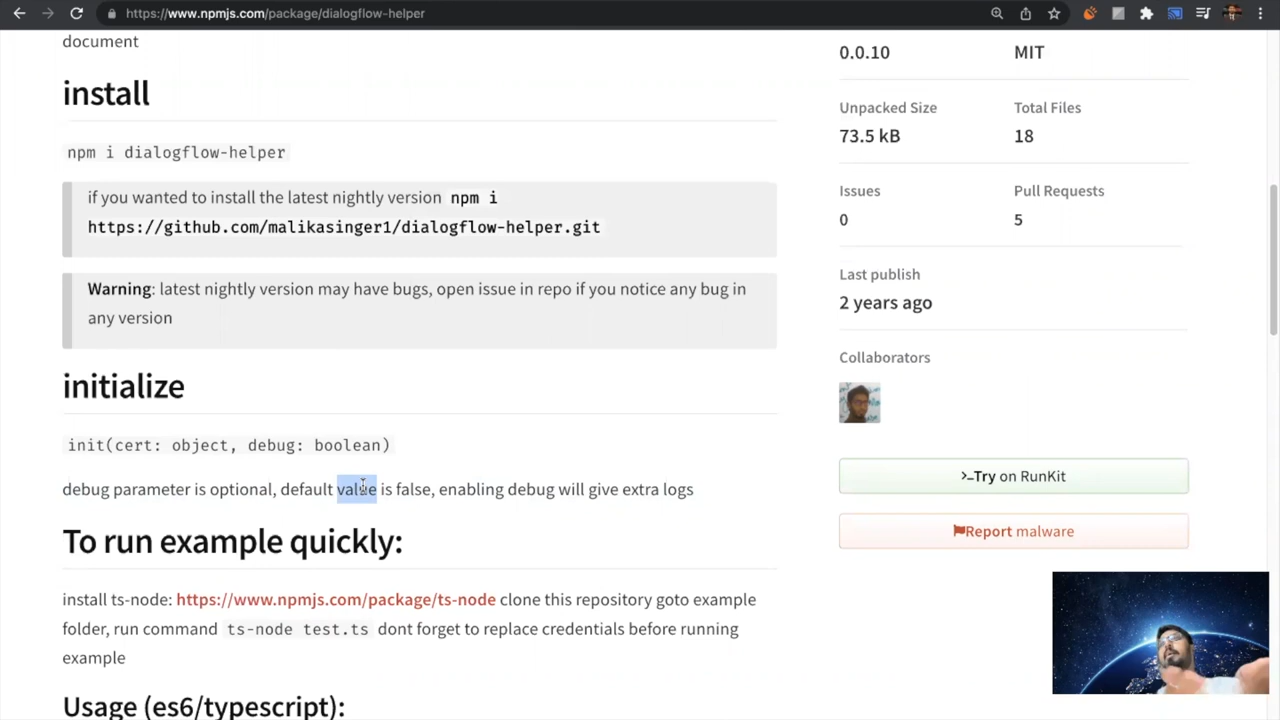 https://www.npmjs.com/package/dialogflow-helper
document
install
npm i dialogflow-helper
if you wanted to install the latest nightly version npm i
https://github.com/malikasinger1/dialogflow-helper.git
Warning: latest nightly version may have bugs, open issue in repo if you notice any bug in
any version
initialize
init(cert: object, debug: boolean)
debug parameter is optional, default value is false, enabling debug will give extra logs
To run example quickly:
install ts-node: https://www.npmjs.com/package/ts-node clone this repository goto example
folder, run command ts-node test.ts dont forget to replace credentials before running
example
Usage (es6/typescript):
0.0.10
MIT
Unpacked Size
Total Files
73.5 kB
18
Issues
Pull Requests
0
5
Last publish
2 years ago
Collaborators
>_Try on RunKit
Report malware